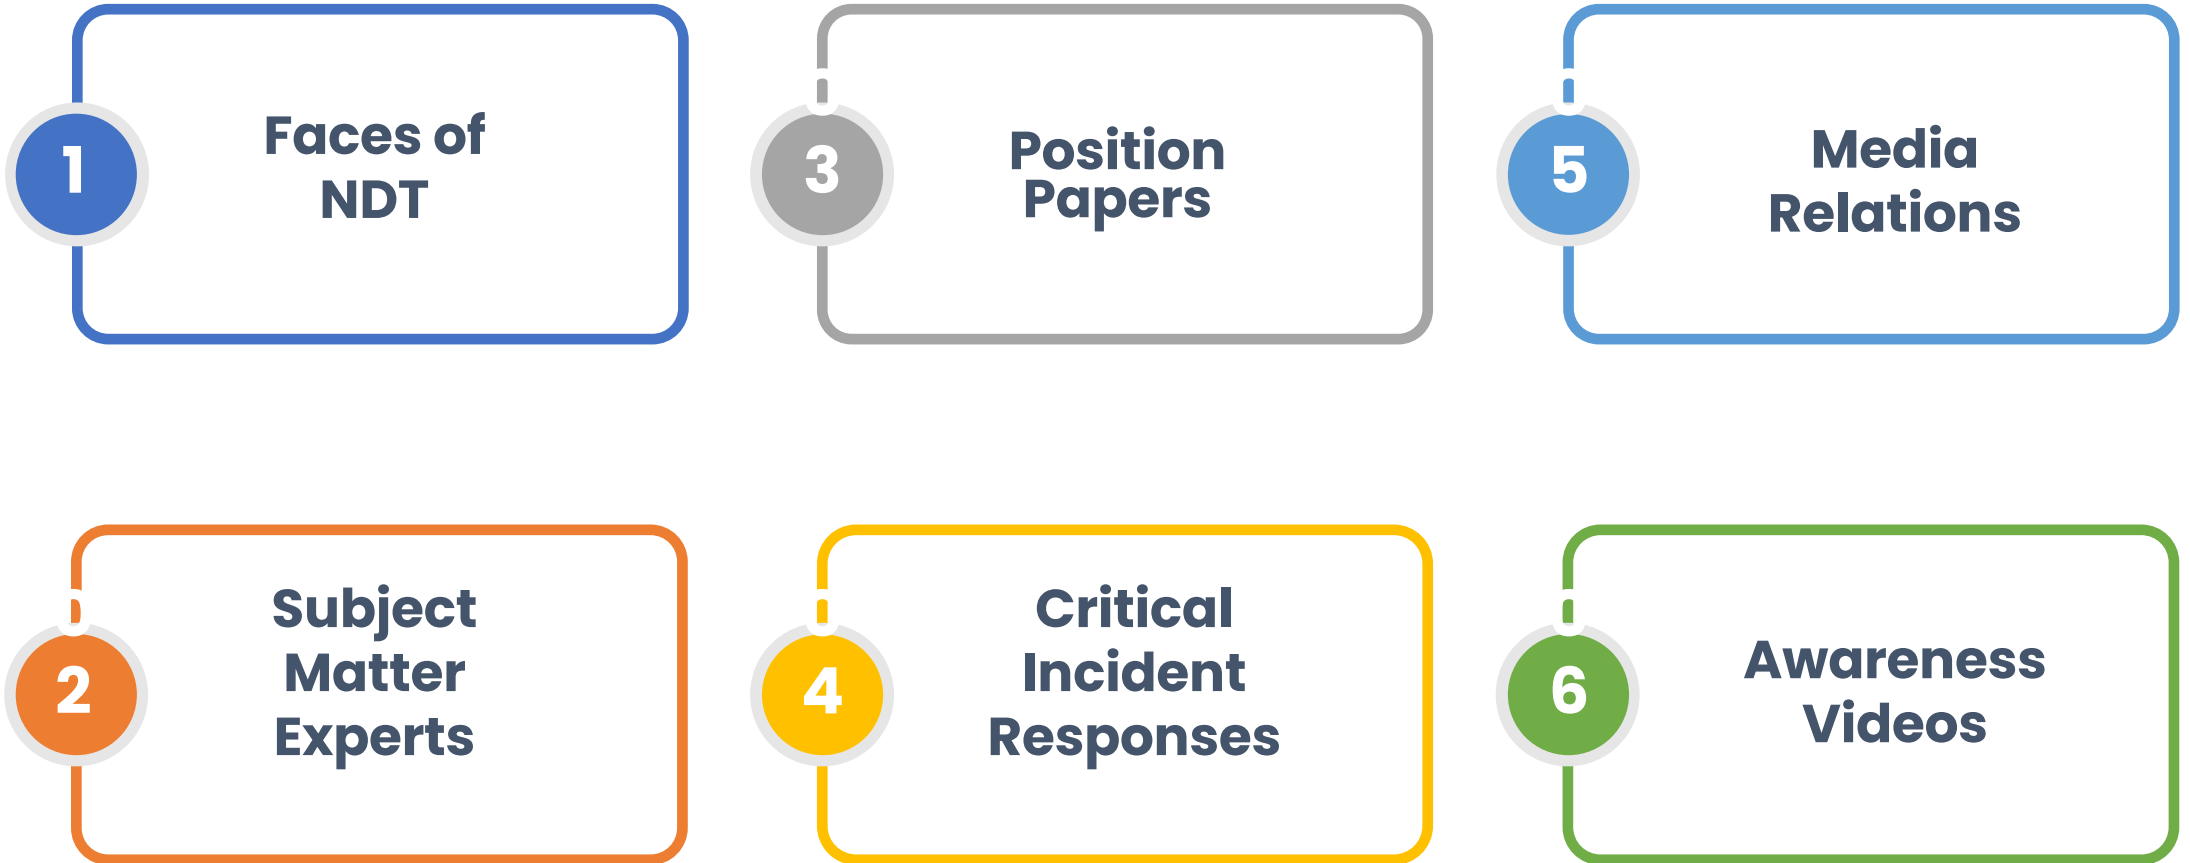 1
Faces of
NDT
2
Subject
Matter
Experts
3
Position
Papers
4
Critical
Incident
Responses
5
Media
Relations
6
Awareness
Videos